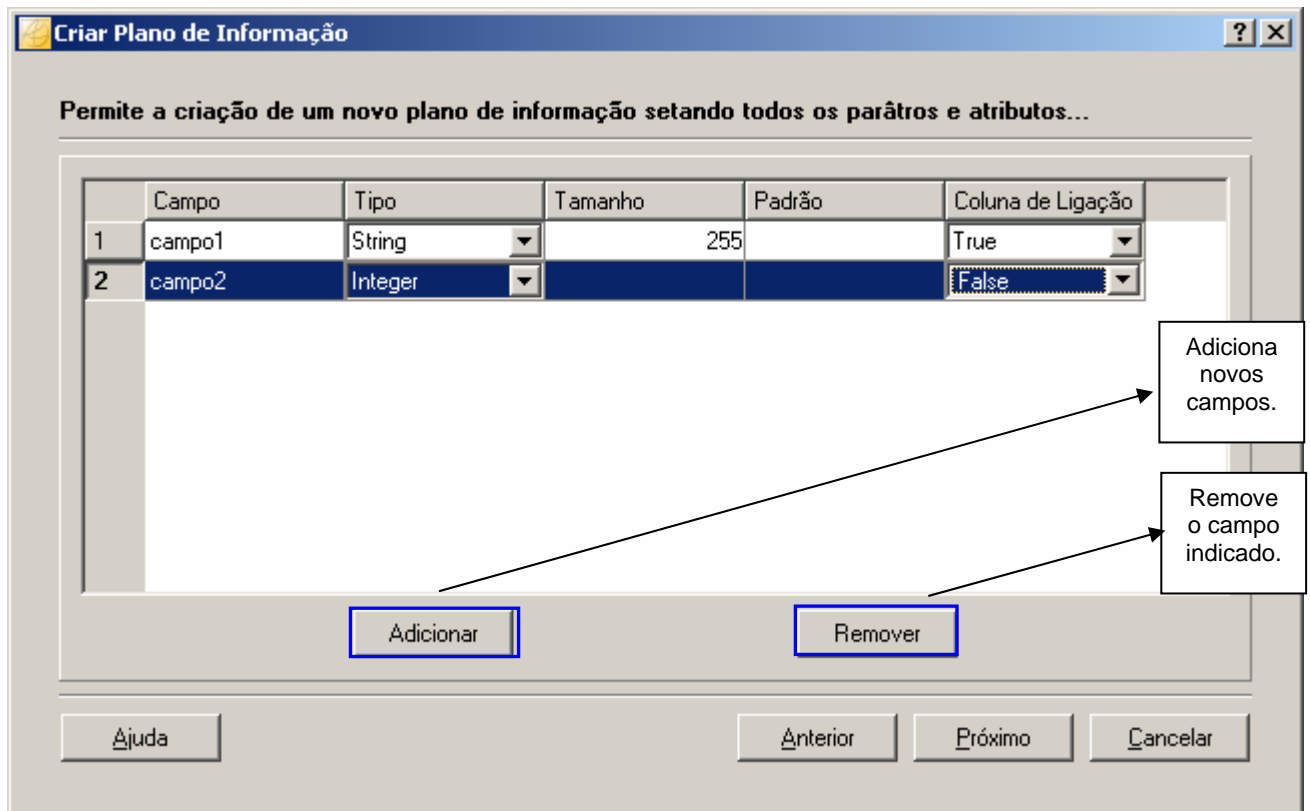 Criar Plano de Informação
Permite a criação de um novo plano de informação setando todos os parâtros e atributos...
Campo Tipo Tamanho Padrão Coluna de Ligação
1 campo1 String 255 True
2 campo2 Integer False
Adiciona
novos
campos.
Remove
o campo
indicado.
Adicionar Remover
Ajuda Anterior Próximo Cancelar